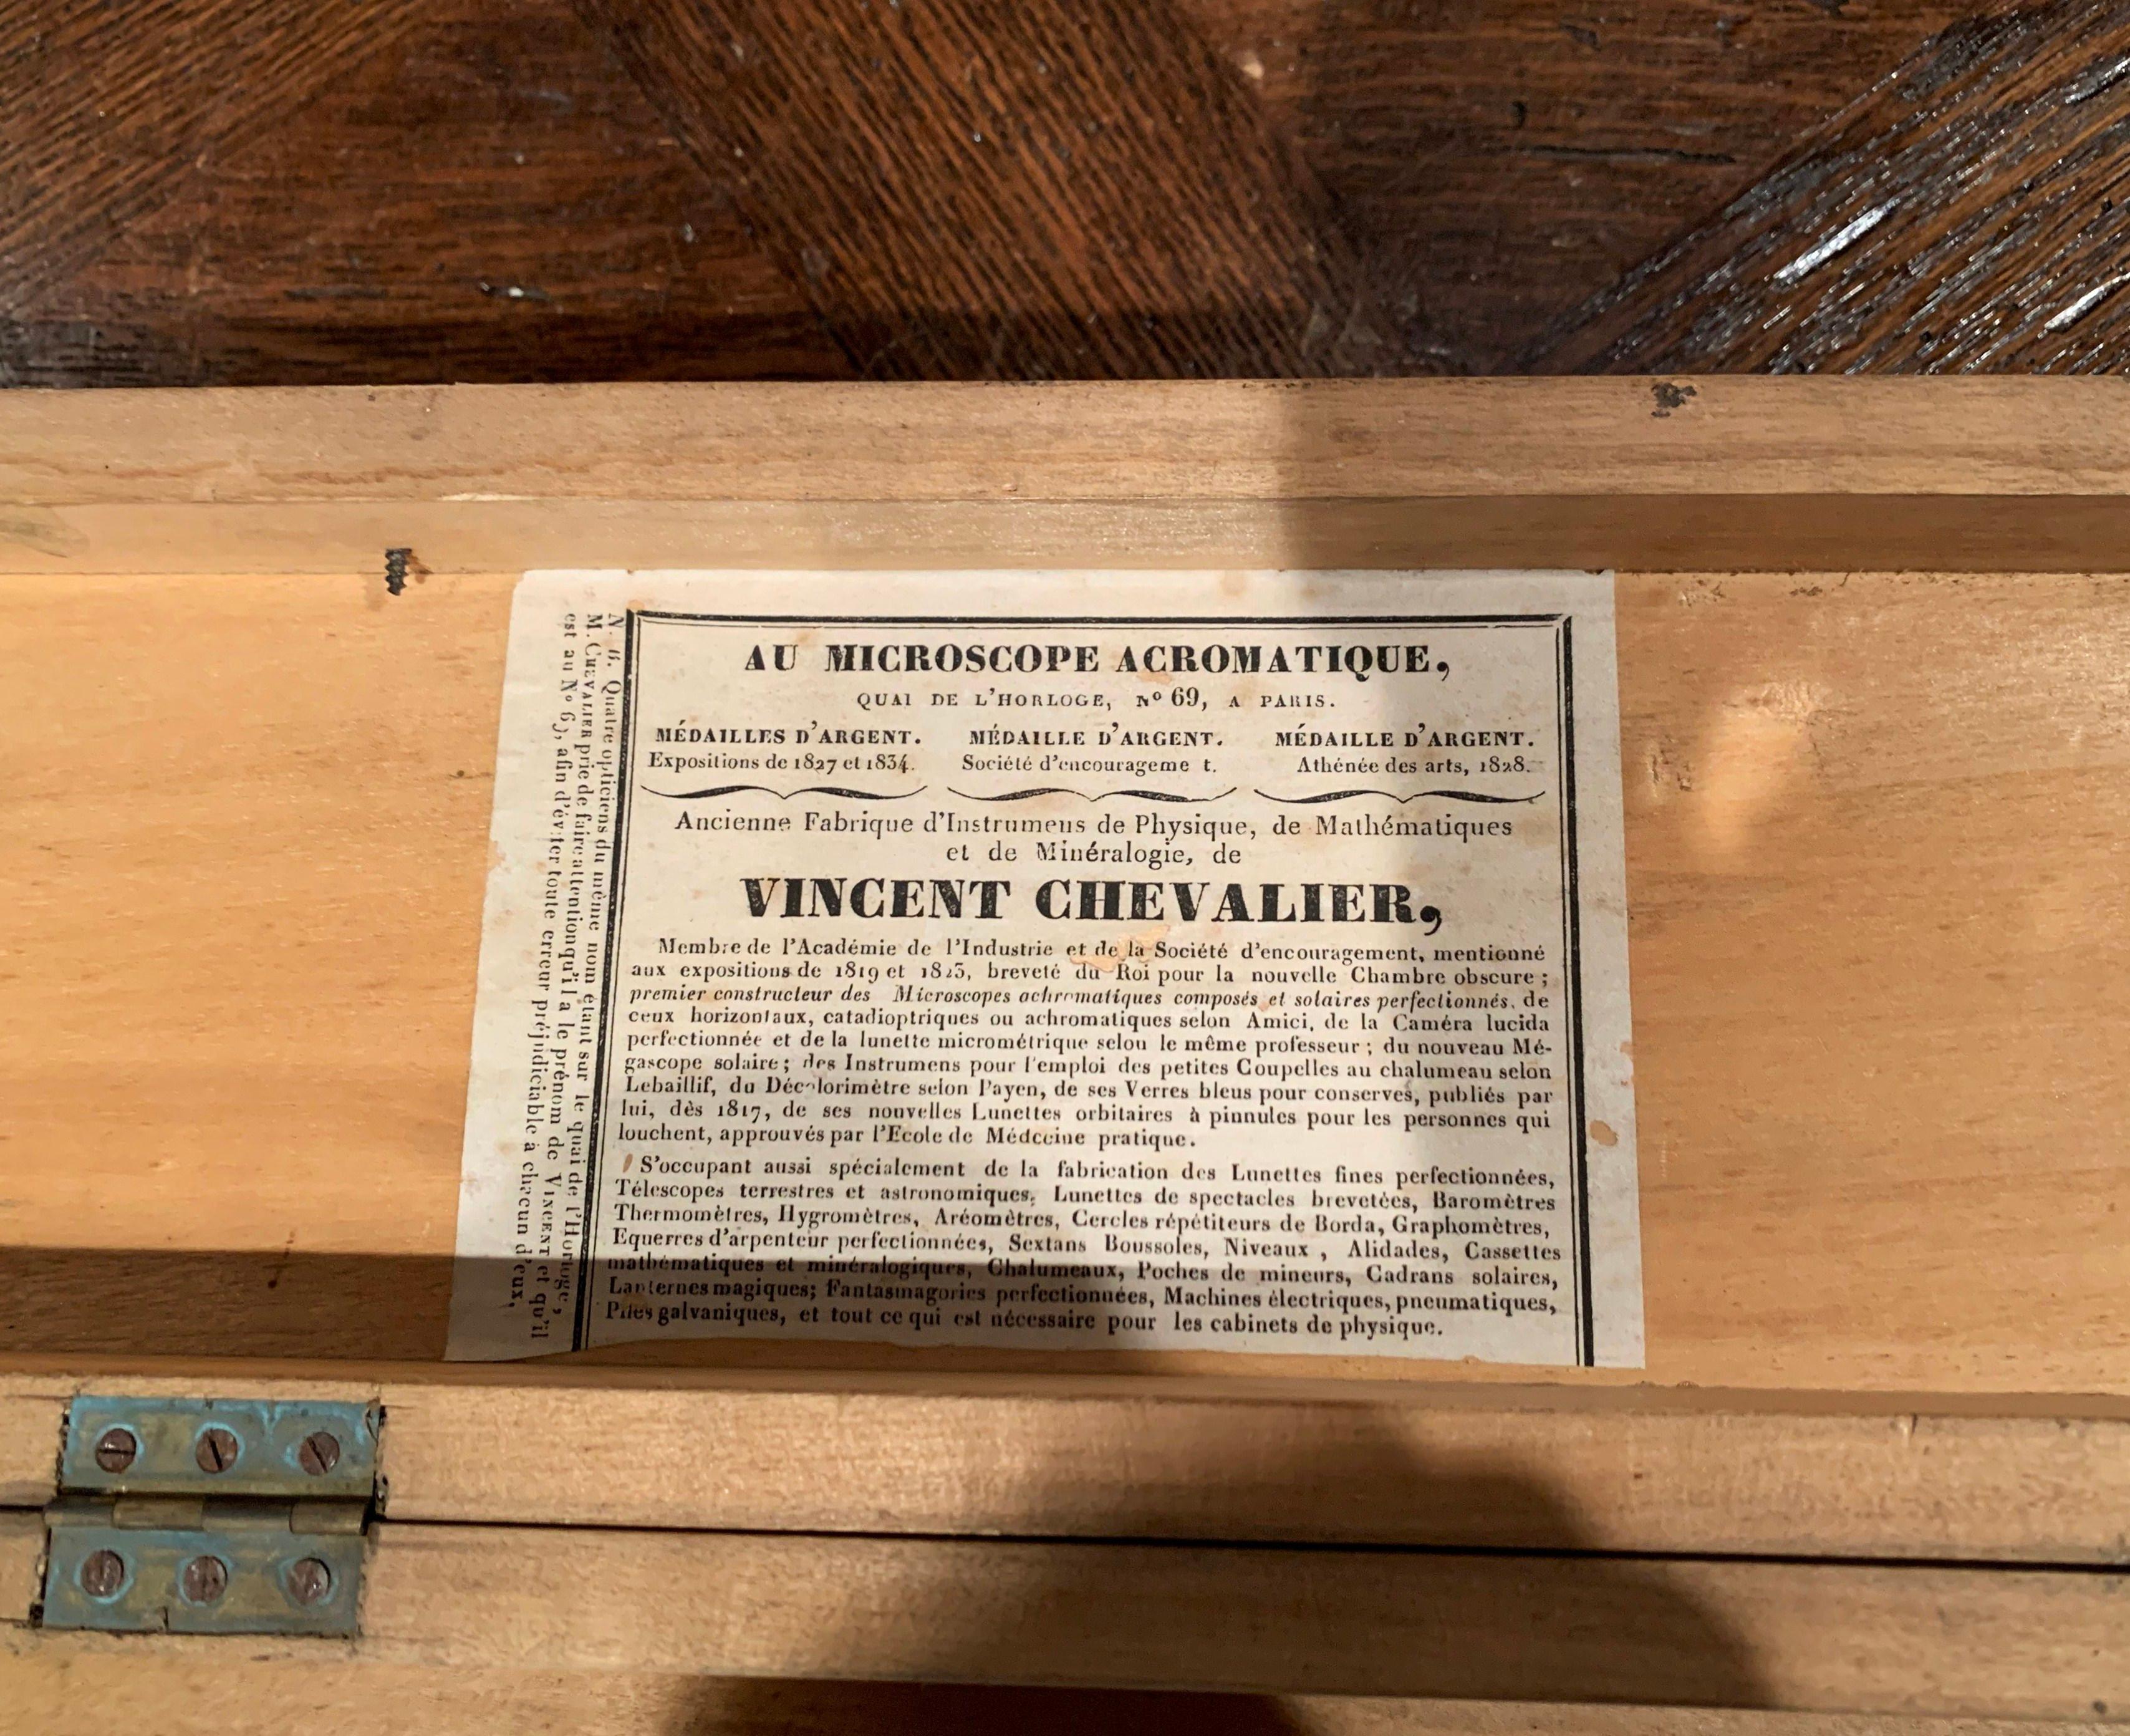 AU MICROSCOPE ACROMATIQUE,
QUAI DE L'HORLOGE, Nº 69, A PARIS.
MÉDAILLES D'ARGENT. MÉDAILLE D'ARGENT. MÉDAILLE D'ARGENT.
Expositions de 1827 et 1834. Société d'encourageme t. Athénée des arts, 1828.
Ancienne Fabrique d'Instrumens de Physique, de Mathématiques
et de Minéralogie, de
VINCENT CHEVALIER,
Membre de l'Académie de l'Industrie et de la Société d'encouragement, mentionné
aux expositions de 1819 et 1823, breveté du Roi pour la nouvelle Chambre obscure ;
premier constructeur des Microscopes achromatiques composés et solaires perfectionnés, de
ceux horizontaux, catadioptriques ou achromatiques selon Amici, de la Caméra lucida
perfectionnée et de la lunette micrométrique selon le même professeur ; du nouveau Mé-
gascope solaire ; des Instrumens pour l'emploi des petites Coupelles au chalumeau selon
Lebaillif, du Décolorimètre selon Payen, de ses Verres bleus pour conserves, publiés par
lui, dès 1817, de ses nouvelles Lunettes orbitaires à pinnules pour les personnes qui
louchent, approuvés par l'Ecole de Médecine pratique.
S'occupant aussi spécialement de la fabrication des Lunettes fines perfectionnées,
Télescopes terrestres et astronomiques, Lunettes de spectacles brevetées, Baromètres
Thermomètres, Hygromètres, Aréomètres, Cercles répétiteurs de Borda, Graphomètres,
Equerres d'arpenteur perfectionnées, Sextans Boussoles, Niveaux , Alidades, Cassettes
mathématiques et minéralogiques, Chalumeaux, Poches de mineurs, Cadrans solaires,
Lanternes magiques; Fantasmagories perfectionnées, Machines électriques, pneumatiques,
Piles galvaniques, et tout ce qui est nécessaire pour les cabinets de physique.
N. B. Quatre opticiens du même nom étant sur le quai de l'Horloge,
M. CHEVALIER prie de faire attention qu'il a le prénom de VINCENT et qu'il
est au Nº 69, afin d'éviter toute erreur préjudiciable à chacun d'eux,